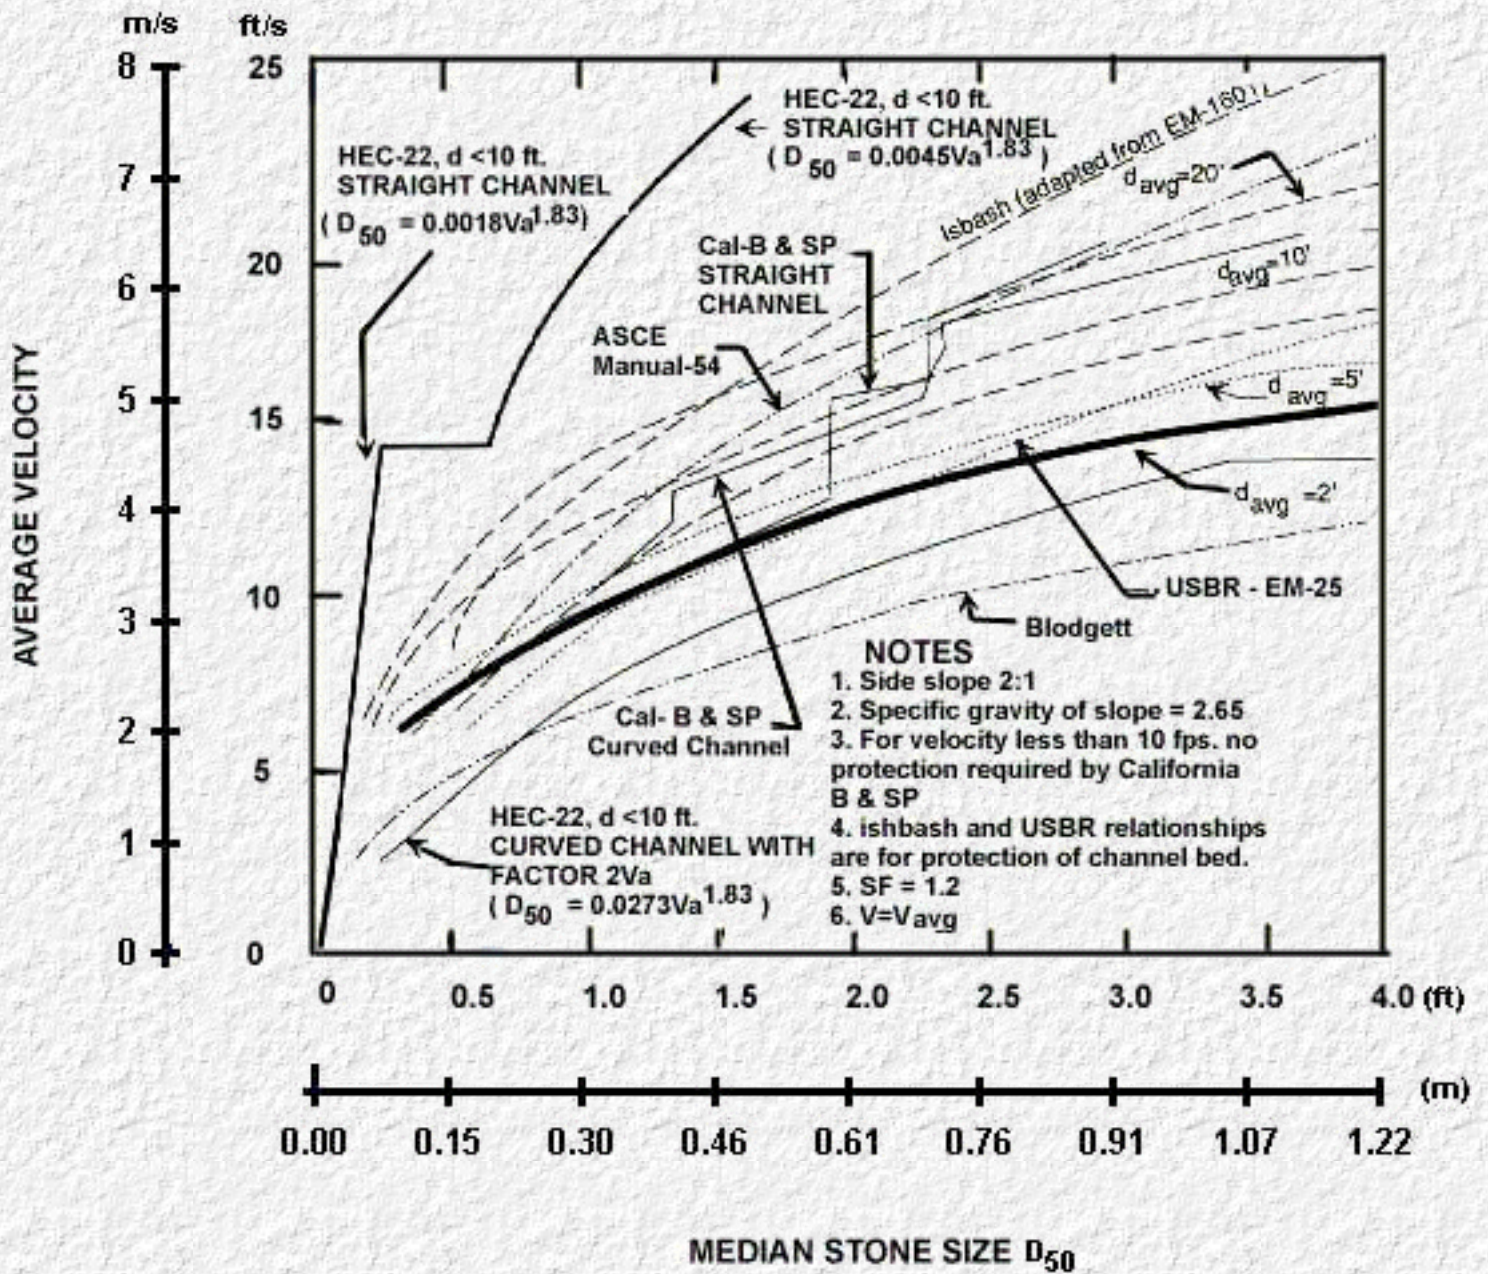 m/s
ft/s
8
7
6
5
4
3
2
1
0
25
20
15
10
5
0
AVERAGE VELOCITY
HEC-22, d <10 ft.
STRAIGHT CHANNEL
( D50 = 0.0018Va1.83)
HEC-22, d <10 ft.
STRAIGHT CHANNEL
( D50 = 0.0045Va1.83 )
Isbash (adapted from EM-1601)
davg=20'
Cal-B & SP
STRAIGHT
CHANNEL
davg=10'
ASCE
Manual-54
davg=5'
davg =2'
USBR - EM-25
Blodgett
Cal- B & SP
Curved Channel
HEC-22, d <10 ft.
CURVED CHANNEL WITH
FACTOR 2Va
( D50 = 0.0273Va1.83 )
NOTES
1. Side slope 2:1
2. Specific gravity of slope = 2.65
3. For velocity less than 10 fps. no
protection required by California
B & SP
4. ishbash and USBR relationships
are for protection of channel bed.
5. SF = 1.2
6. V=Vavg
0 0.5 1.0 1.5 2.0 2.5 3.0 3.5 4.0 (ft)
(m)
0.00 0.15 0.30 0.46 0.61 0.76 0.91 1.07 1.22
MEDIAN STONE SIZE D50